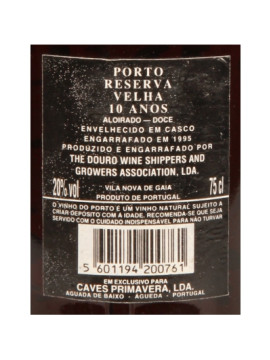 PORTO
RESERVA
VELHA
10 ANOS
ALOIRADO — DOCE
ENVELHECIDO EM CASCO
ENGARRAFADO EM 1995
PRODUZIDO E ENGARRAFADO POR
THE DOURO WINE SHIPPERS AND
GROWERS ASSOCIATION, LDA.
20% vol
75 cl
VILA NOVA DE GAIA
PRODUTO DE PORTUGAL
O VINHO DO PORTO É UM VINHO NATURAL, SUJEITO A
CRIAR DEPÓSITO COM A IDADE. RECOMENDA-SE QUE SEJA
SERVIDO COM O CUIDADO INDISPENSÁVEL PARA NÃO TURVAR
5 601194 200761
EM EXCLUSIVO PARA
CAVES PRIMAVERA, LDA.
AGUADA DE BAIXO - ÁGUEDA - PORTUGAL